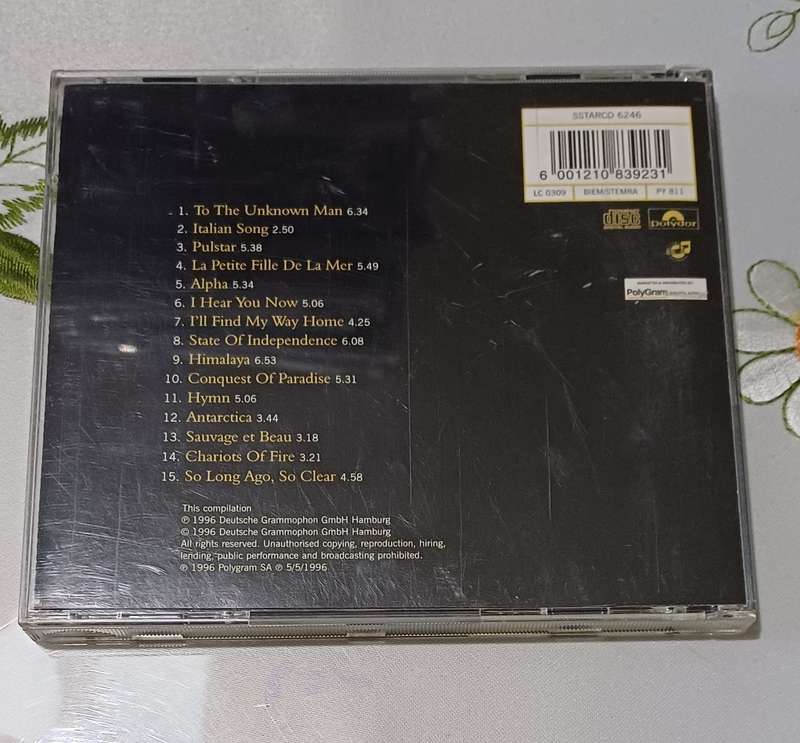 SSTARCD 6246
6 001210 839231
LC 0309 BIEM/STEMRA PY 811
disc
Polydor
PolyGram
1. To The Unknown Man 6.34
2. Italian Song 2.50
3. Pulstar 5.38
4. La Petite Fille De La Mer 5.49
5. Alpha 5.34
6. I Hear You Now 5.06
7. I'll Find My Way Home 4.25
8. State Of Independence 6.08
9. Himalaya 6.53
10. Conquest Of Paradise 5.31
11. Hymn 5.06
12. Antarctica 3.44
13. Sauvage et Beau 3.18
14. Chariots Of Fire 3.21
15. So Long Ago, So Clear 4.58
This compilation
℗ 1996 Deutsche Grammophon GmbH Hamburg
© 1996 Deutsche Grammophon GmbH Hamburg
All rights reserved. Unauthorised copying, reproduction, hiring,
lending, public performance and broadcasting prohibited.
℗ 1996 Polygram SA ℗ 5/5/1996